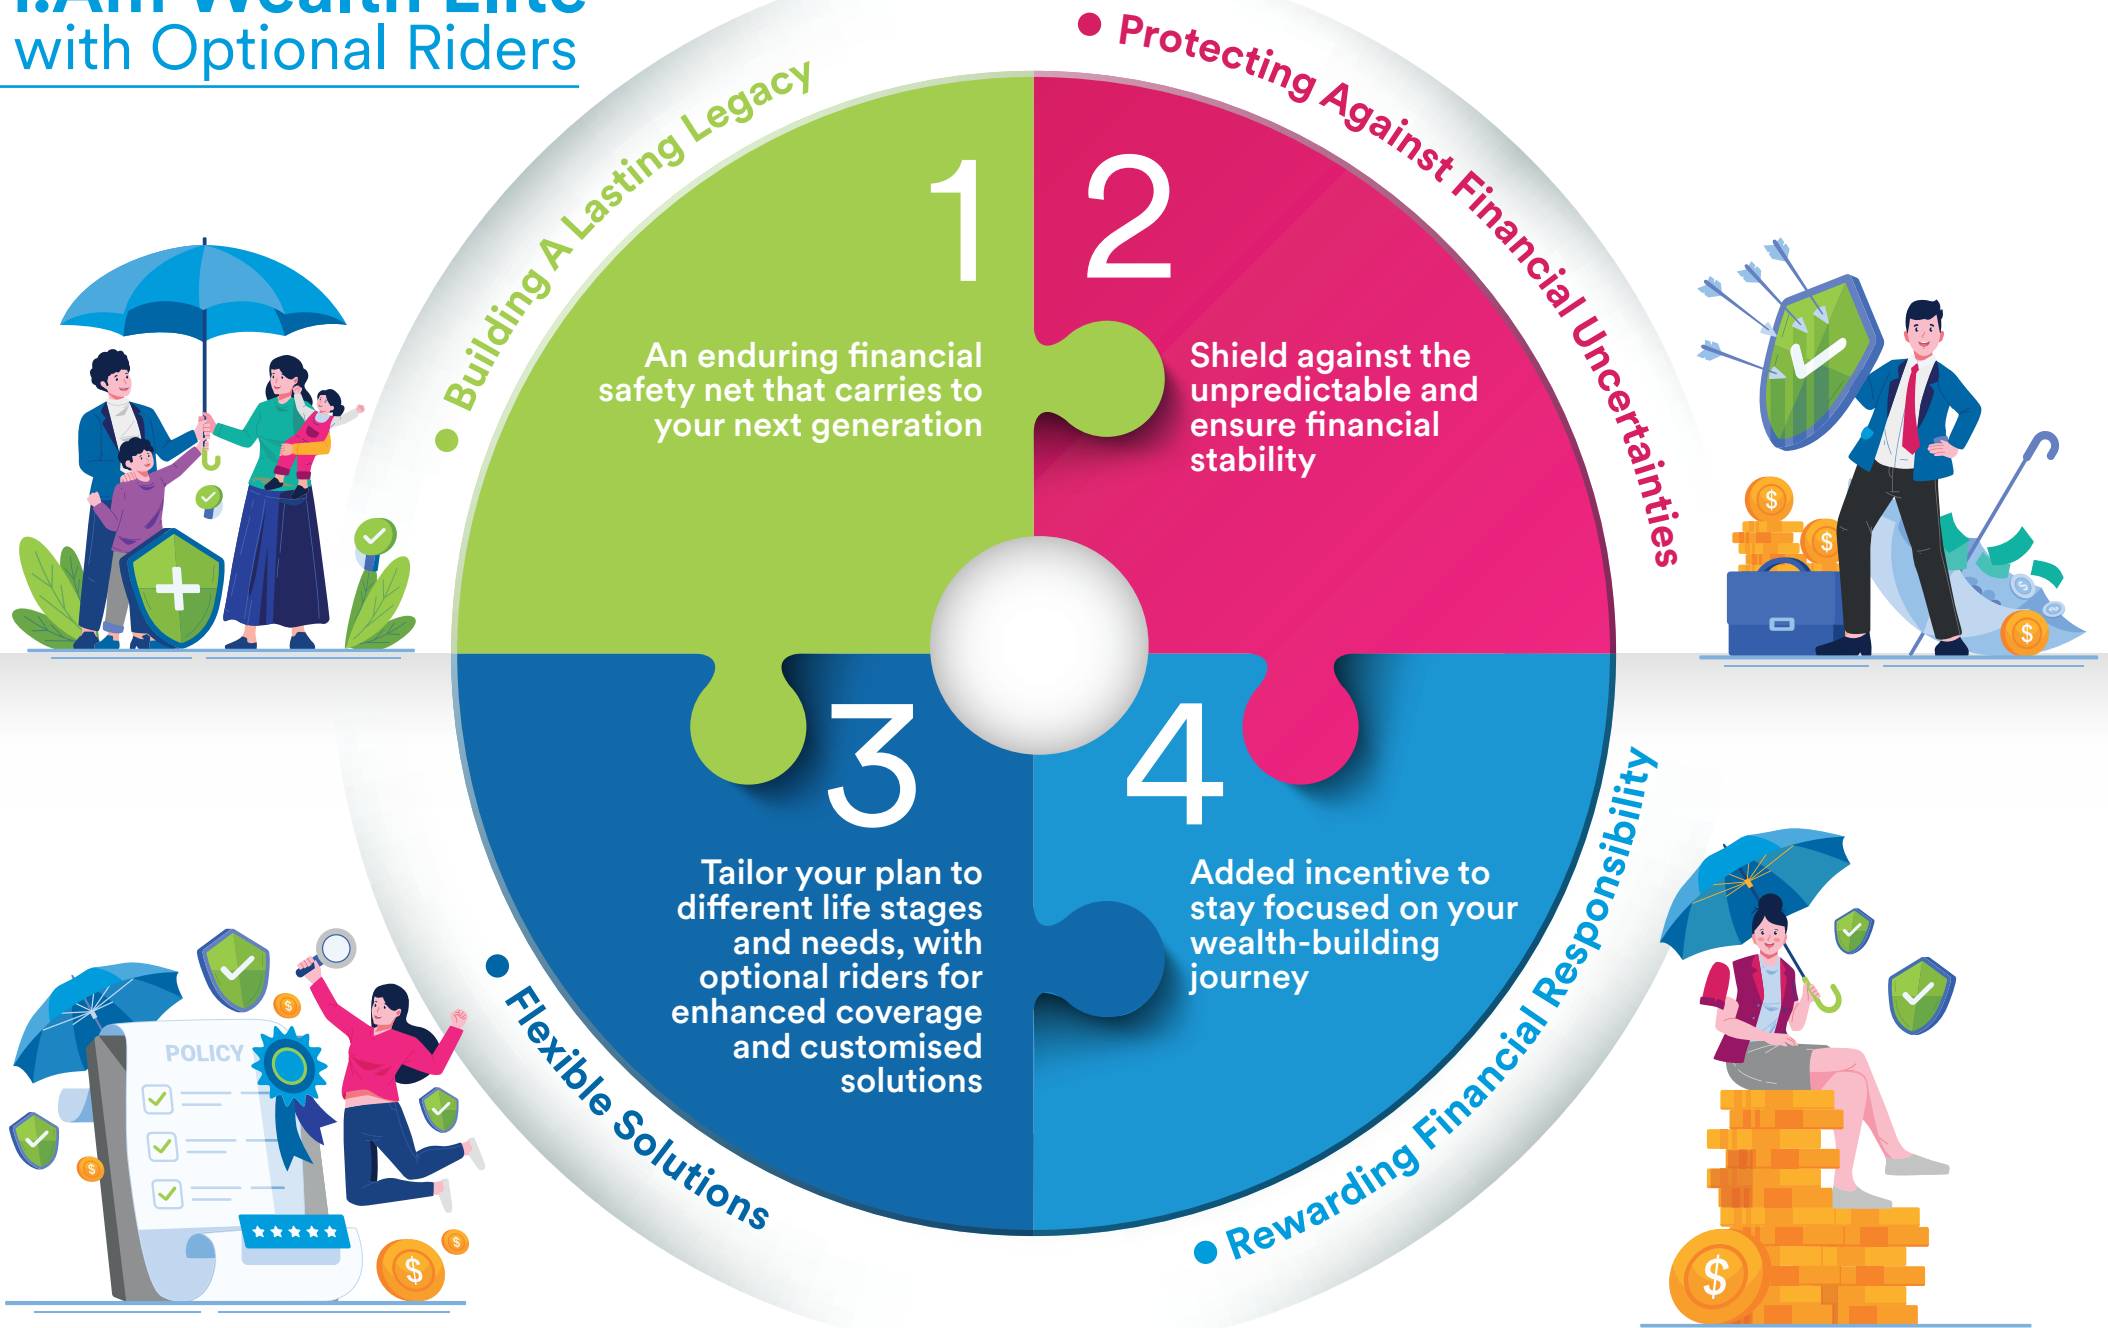 i.Am Wealth Elite
with Optional Riders
Building A Lasting Legacy
1
An enduring financial
safety net that carries to
your next generation
Protecting Against Financial Uncertainties
2
Shield against the
unpredictable and
ensure financial
stability
3
Tailor your plan to
different life stages
and needs, with
optional riders for
enhanced coverage
and customised
solutions
Flexible Solutions
4
Added incentive to
stay focused on your
wealth-building
journey
Rewarding Financial Responsibility
POLICY
$
$
$
$
$
$
$
$